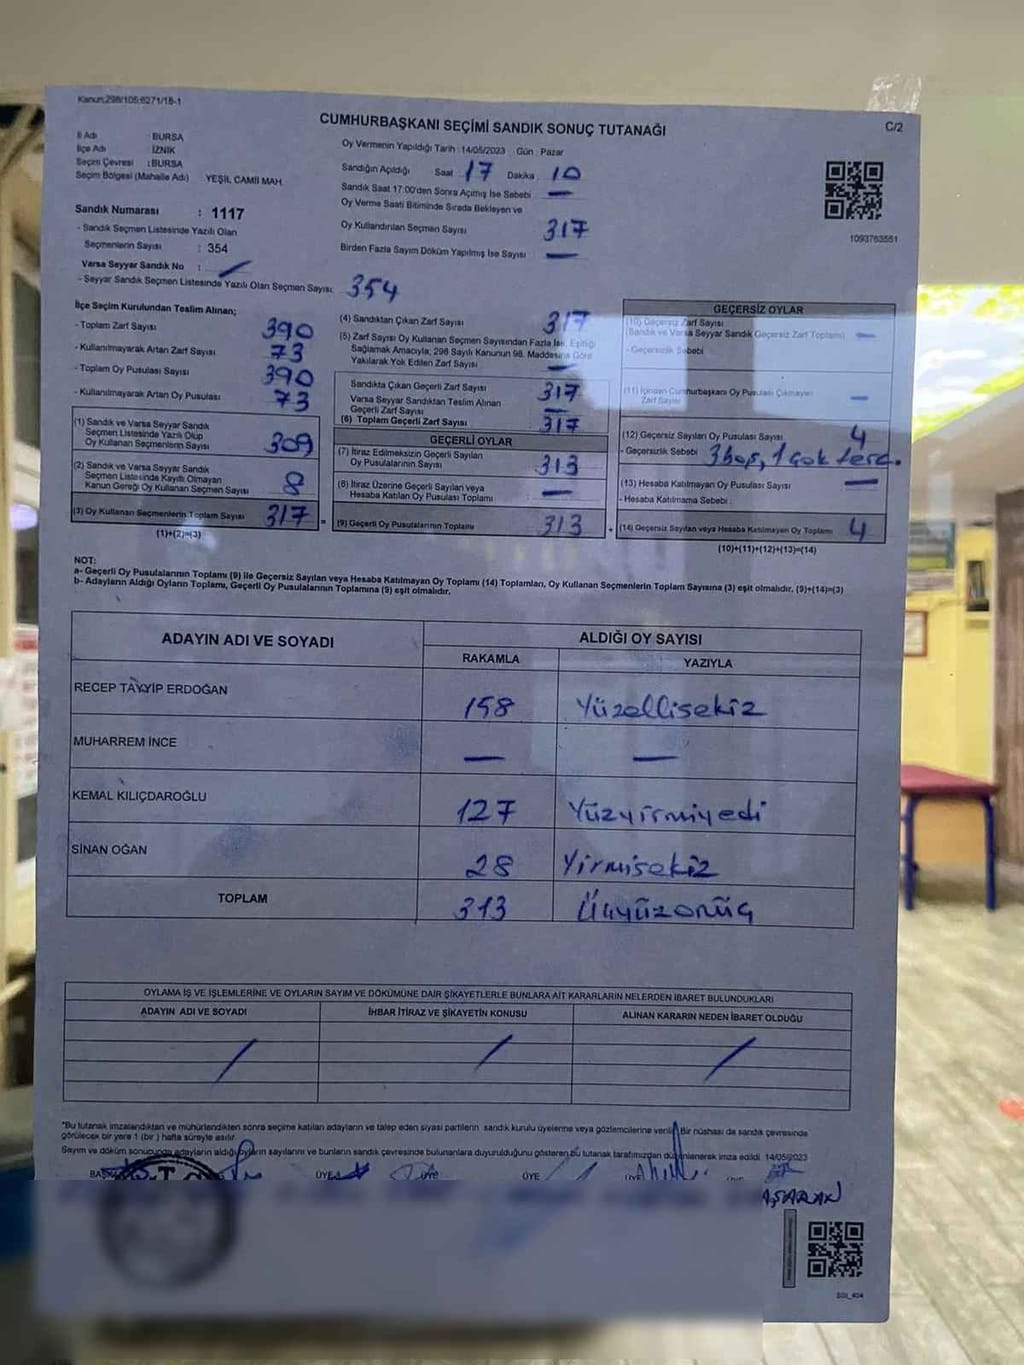 Kanun:298/105:6271/18-1
CUMHURBAŞKANI SEÇİMİ SANDIK SONUÇ TUTANAĞI
C/2
İl Adı : BURSA
İlçe Adı : İZNİK
Seçim Çevresi : BURSA
Seçim Bölgesi (Mahalle Adı) YEŞİL CAMİİ MAH.
Sandık Numarası : 1117
- Sandık Seçmen Listesinde Yazılı Olan
Seçmenlerin Sayısı : 354
Varsa Seyyar Sandık No :
- Seyyar Sandık Seçmen Listesinde Yazılı Olan Seçmen Sayısı: 354
Oy Vermenin Yapıldığı Tarih : 14/05/2023 Gün : Pazar
Sandığın Açıldığı Saat 17 Dakika 10
Sandık Saat 17:00'den Sonra Açımış İse Sebebi —
Oy Verme Saati Bitiminde Sırada Bekleyen ve
Oy Kullandırılan Seçmen Sayısı 317
Birden Fazla Sayım Döküm Yapılmış İse Sayısı —
1093763551
İlçe Seçim Kurulundan Teslim Alınan;
- Toplam Zarf Sayısı 390
- Kullanılmayarak Artan Zarf Sayısı 73
- Toplam Oy Pusulası Sayısı 390
- Kullanılmayarak Artan Oy Pusulası 73
(1) Sandık ve Varsa Seyyar Sandık
Seçmen Listesinde Yazılı Olup
Oy Kullanan Seçmenlerin Sayısı 309
(2) Sandık ve Varsa Seyyar Sandık
Seçmen Listesinde Kayıtlı Olmayan
Kanun Gereği Oy Kullanan Seçmen Sayısı 8
(3) Oy Kullanan Seçmenlerin Toplam Sayısı 317
(1)+(2)=(3)
(4) Sandıktan Çıkan Zarf Sayısı 317
(5) Zarf Sayısı Oy Kullanan Seçmen Sayısından Fazla İse, Eşitliği
Sağlamak Amacıyla; 298 Sayılı Kanunun 98. Maddesine Göre
Yakılarak Yok Edilen Zarf Sayısı —
Sandıkta Çıkan Geçerli Zarf Sayısı 317
Varsa Seyyar Sandıktan Teslim Alınan
Geçerli Zarf Sayısı —
(6) Toplam Geçerli Zarf Sayısı 317
GEÇERLİ OYLAR
(7) İtiraz Edilmeksizin Geçerli Sayılan
Oy Pusulalarının Sayısı 313
(8) İtiraz Üzerine Geçerli Sayılan veya
Hesaba Katılan Oy Pusulası Toplamı —
= (9) Geçerli Oy Pusulalarının Toplamı 313
GEÇERSİZ OYLAR
(10) Geçersiz Zarf Sayısı
(Sandık ve Varsa Seyyar Sandık Geçersiz Zarf Toplamı) —
- Geçersizlik Sebebi
(11) İçinden Cumhurbaşkanı Oy Pusulası Çıkmayan
Zarf Sayısı —
(12) Geçersiz Sayılan Oy Pusulası Sayısı 4
- Geçersizlik Sebebi 3 boş, 1 çok terc.
(13) Hesaba Katılmayan Oy Pusulası Sayısı —
- Hesaba Katılmama Sebebi :
+ (14) Geçersiz Sayılan veya Hesaba Katılmayan Oy Toplamı 4
(10)+(11)+(12)+(13)=(14)
NOT:
a- Geçerli Oy Pusulalarının Toplamı (9) ile Geçersiz Sayılan veya Hesaba Katılmayan Oy Toplamı (14) Toplamları, Oy Kullanan Seçmenlerin Toplam Sayısına (3) eşit olmalıdır. (9)+(14)=(3)
b- Adayların Aldığı Oyların Toplamı, Geçerli Oy Pusulalarının Toplamına (9) eşit olmalıdır.
ADAYIN ADI VE SOYADI ALDIĞI OY SAYISI
RAKAMLA YAZIYLA
RECEP TAYYİP ERDOĞAN 158 Yüzellisekiz
MUHARREM İNCE — —
KEMAL KILIÇDAROĞLU 127 Yüzyirmiyedi
SİNAN OĞAN 28 Yirmisekiz
TOPLAM 313 Üçyüzonüç
OYLAMA İŞ VE İŞLEMLERİNE VE OYLARIN SAYIM VE DÖKÜMÜNE DAİR ŞİKAYETLERLE BUNLARA AİT KARARLARIN NELERDEN İBARET BULUNDUKLARI
ADAYIN ADI VE SOYADI İHBAR İTİRAZ VE ŞİKAYETİN KONUSU ALINAN KARARIN NEDEN İBARET OLDUĞU
*Bu tutanak imzalandıktan ve mühürlendikten sonra seçime katılan adayların ve talep eden siyasi partilerin sandık kurulu üyelerine veya gözlemcilerine verilir. Bir nüshası da sandık çevresinde
görülecek bir yere 1 (bir) hafta süreyle asılır.
Sayım ve döküm sonucunda adayların aldığı oyların sayılarını ve bunların sandık çevresinde bulunanlara duyurulduğunu gösteren bu tutanak tarafımızdan düzenlenerek imza edildi. 14/05/2023
ÜYE ÜYE ÜYE ÜYE